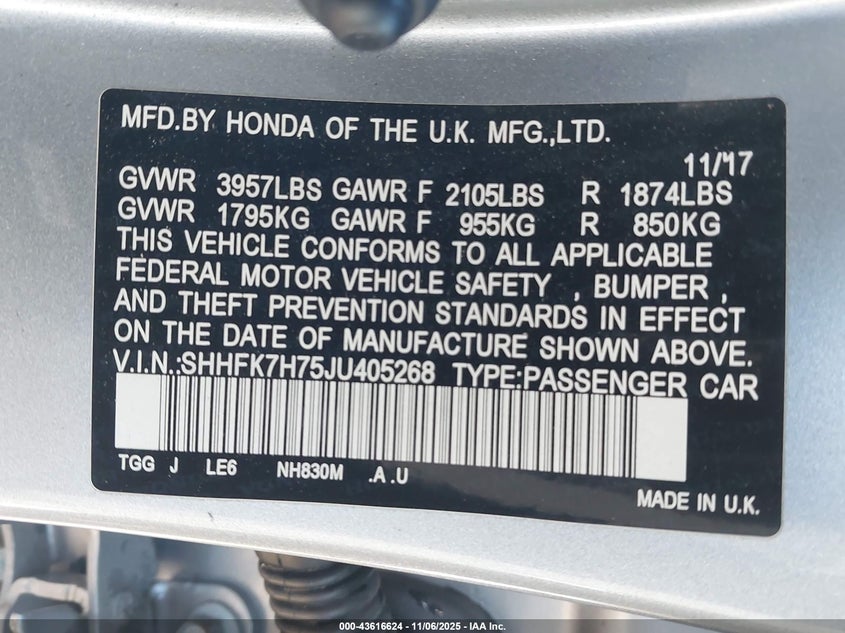 MFD.BY HONDA OF THE U.K. MFG.,LTD.
11/17
GVWR 3957LBS GAWR F 2105LBS R 1874LBS
GVWR 1795KG GAWR F 955KG R 850KG
THIS VEHICLE CONFORMS TO ALL APPLICABLE
FEDERAL MOTOR VEHICLE SAFETY , BUMPER ,
AND THEFT PREVENTION STANDARDS IN EFFECT
ON THE DATE OF MANUFACTURE SHOWN ABOVE.
V.I.N.:SHHFK7H75JU405268 TYPE:PASSENGER CAR
TGG J LE6 NH830M .A .U
MADE IN U.K.
000-43616624 - 11/06/2025 - IAA Inc.